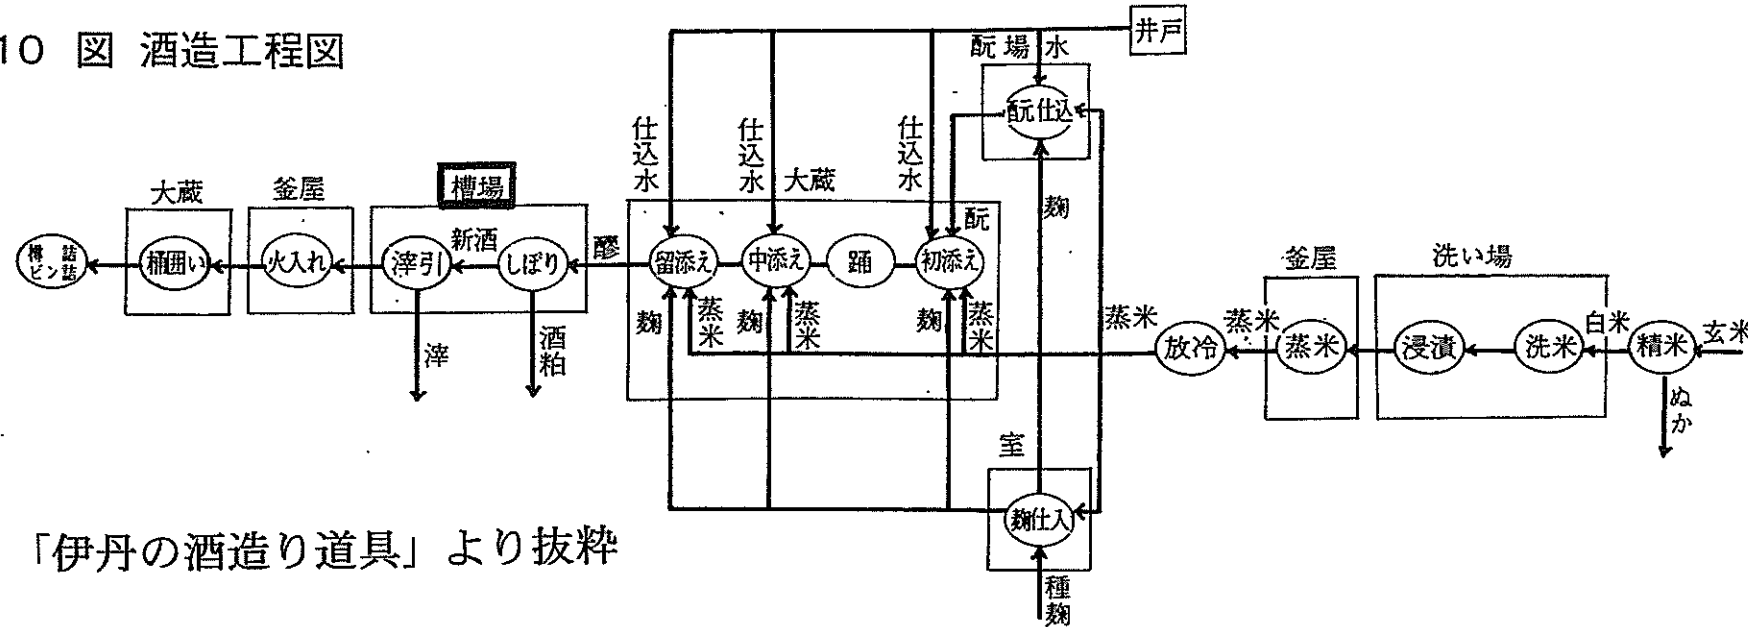 10 図 酒造工程図
井戸
酛場
水
酛仕込
仕込水
仕込水
仕込水
大蔵
釜屋
槽場
大蔵
酛
麹
樽詰
ビン詰
桶囲い
火入れ
滓引
新酒
しぼり
醪
留添え
中添え
踊
初添え
滓
酒粕
麹
蒸米
麹
蒸米
麹
蒸米
蒸米
放冷
蒸米
釜屋
蒸米
洗い場
浸漬
洗米
白米
精米
玄米
ぬか
室
麹仕入
種麹
「伊丹の酒造り道具」より抜粋